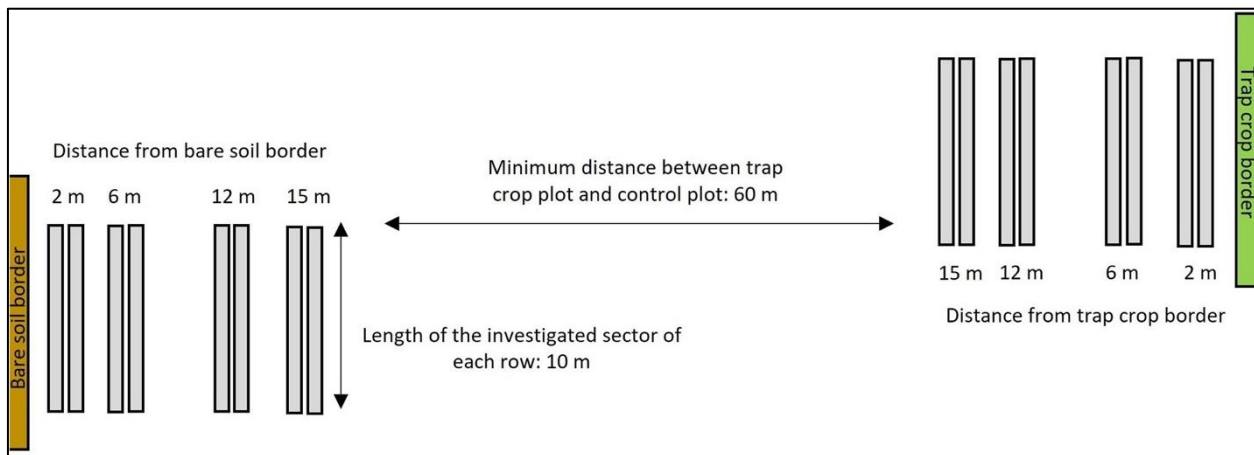 Bare soil border
Distance from bare soil border
2 m 6 m 12 m 15 m
Length of the investigated sector of
each row: 10 m
Minimum distance between trap
crop plot and control plot: 60 m
15 m 12 m 6 m 2 m
Distance from trap crop border
Trap crop border